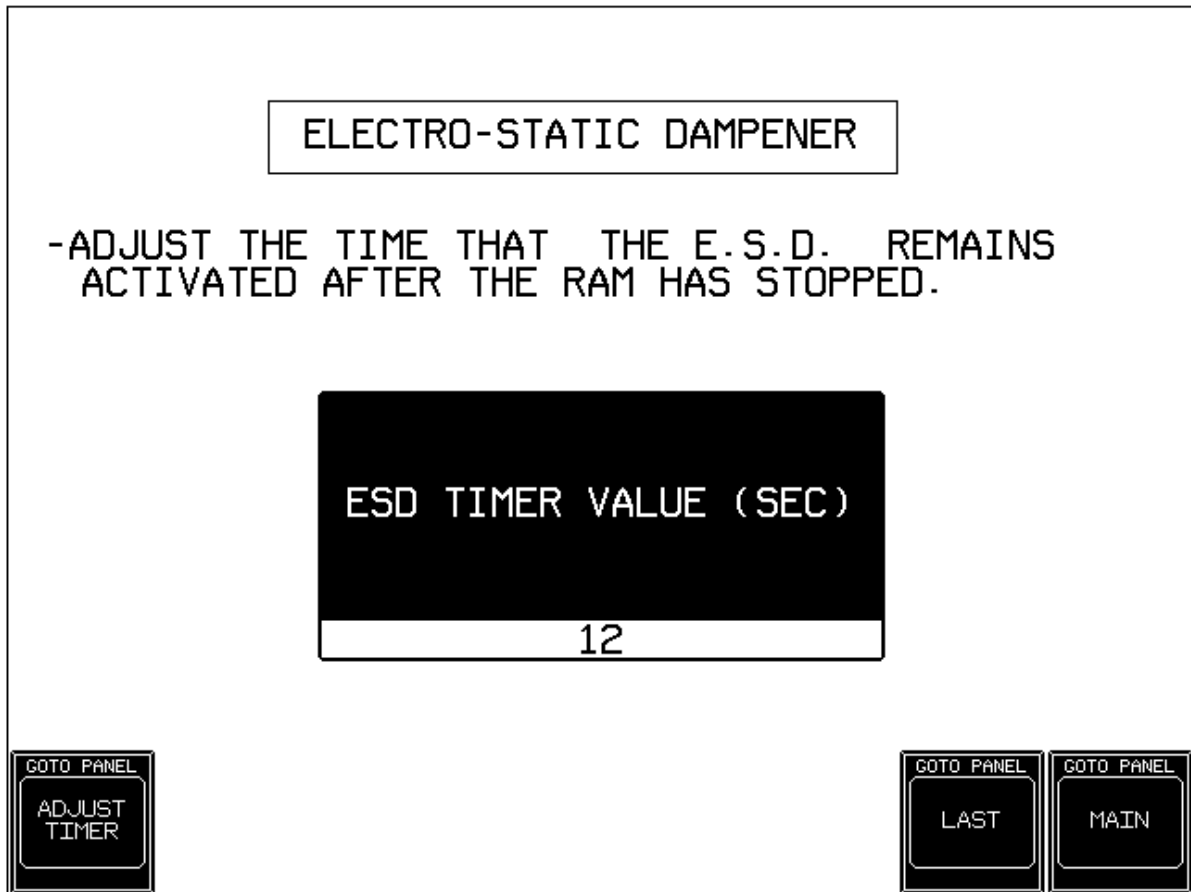 ELECTRO-STATIC DAMPENER
-ADJUST THE TIME THAT THE E.S.D. REMAINS
ACTIVATED AFTER THE RAM HAS STOPPED.
ESD TIMER VALUE (SEC)
12
GOTO PANEL
ADJUST
TIMER
GOTO PANEL
LAST
GOTO PANEL
MAIN